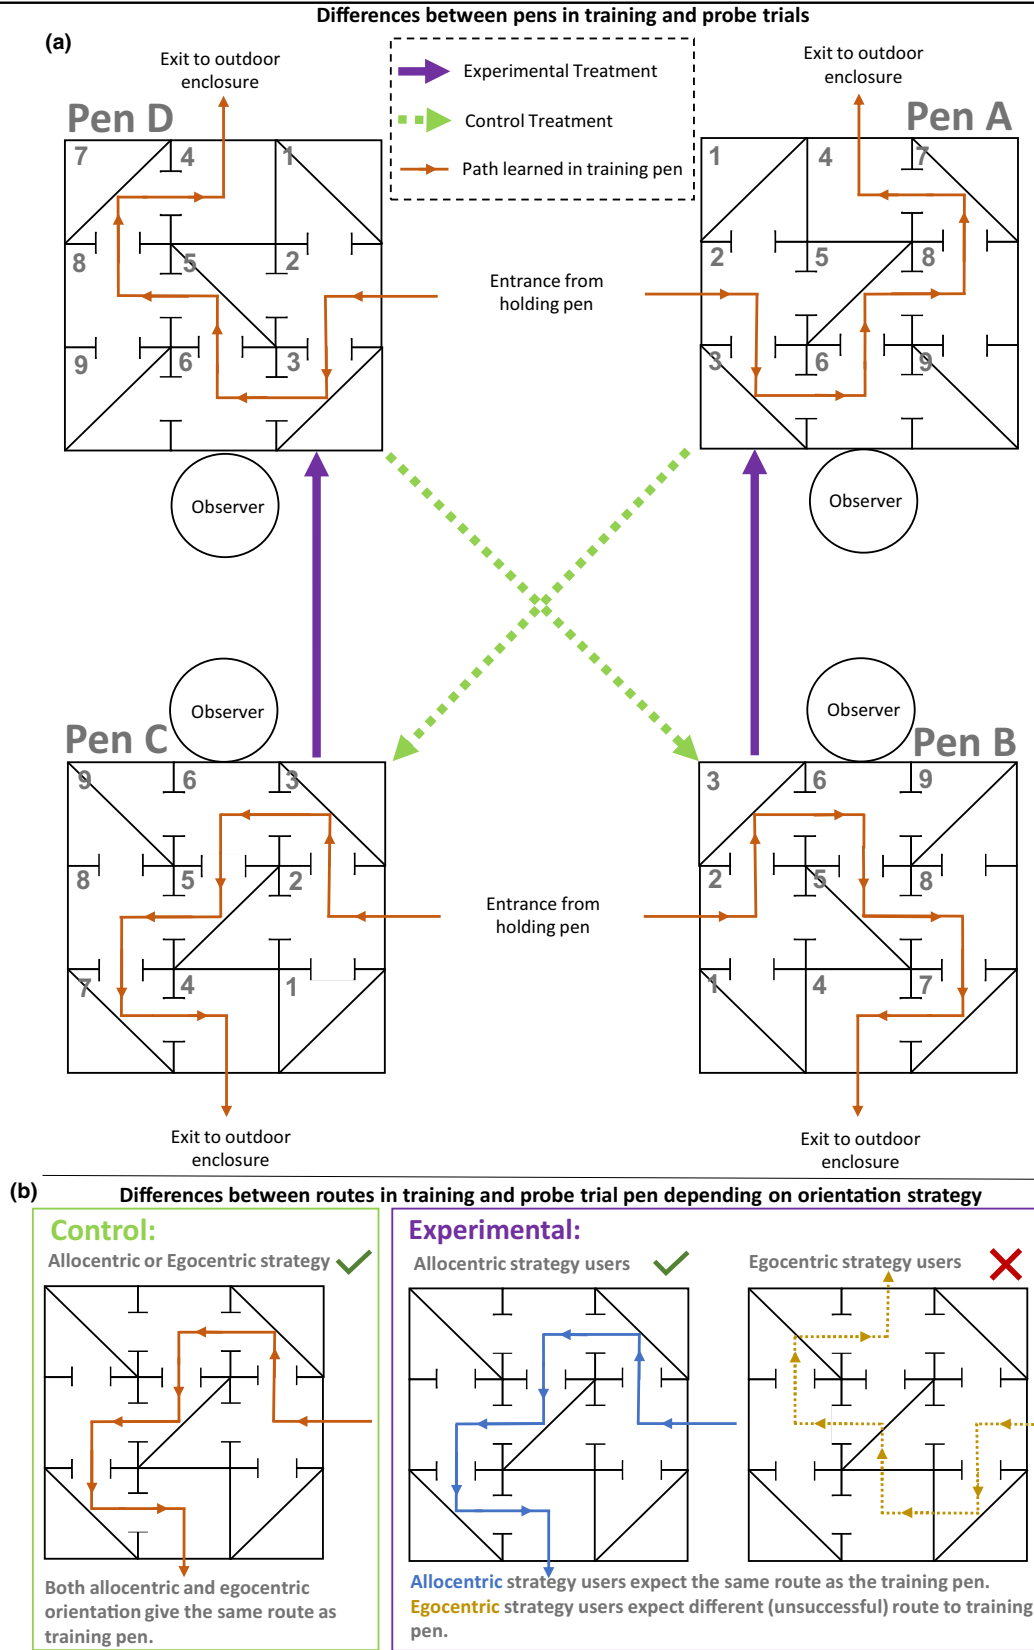 Differences between pens in training and probe trials
(a)
Exit to outdoor
enclosure
Experimental Treatment
Control Treatment
Path learned in training pen
Exit to outdoor
enclosure
Pen D
Pen A
7
4
1
8
5
2
9
6
3
1
4
7
2
5
8
3
6
9
Entrance from
holding pen
Observer
Observer
Observer
Observer
Pen C
Pen B
9
6
3
8
5
2
7
4
1
3
6
9
2
5
8
1
4
7
Entrance from
holding pen
Exit to outdoor
enclosure
Exit to outdoor
enclosure
(b)
Differences between routes in training and probe trial pen depending on orientation strategy
Control:
Allocentric or Egocentric strategy
Both allocentric and egocentric
orientation give the same route as
training pen.
Experimental:
Allocentric strategy users
Egocentric strategy users
Allocentric strategy users expect the same route as the training pen.
Egocentric strategy users expect different (unsuccessful) route to training
pen.